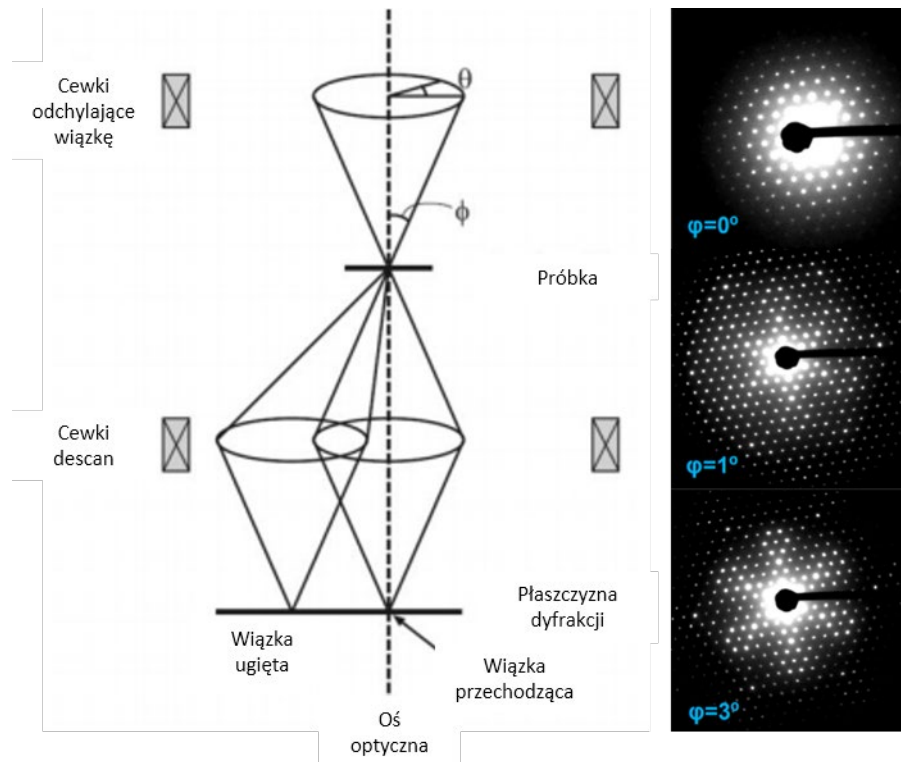 Cewki
odchylające
wiązkę
θ
ϕ
Próbka
Cewki
descan
Płaszczyzna
dyfrakcji
Wiązka
ugięta
Wiązka
przechodząca
Oś
optyczna
φ=0º
φ=1º
φ=3º